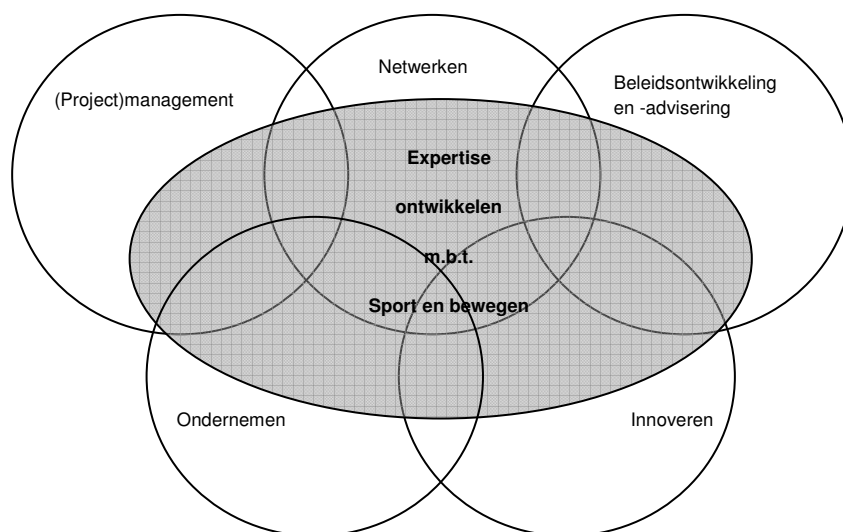 Netwerken
(Project)management
Beleidsontwikkeling
en -advisering
Expertise
ontwikkelen
m.b.t.
Sport en bewegen
Ondernemen
Innoveren